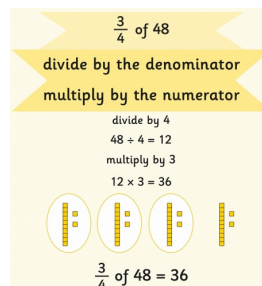 3/4 of 48
divide by the denominator
multiply by the numerator
divide by 4
48 ÷ 4 = 12
multiply by 3
12 × 3 = 36
3/4 of 48 = 36